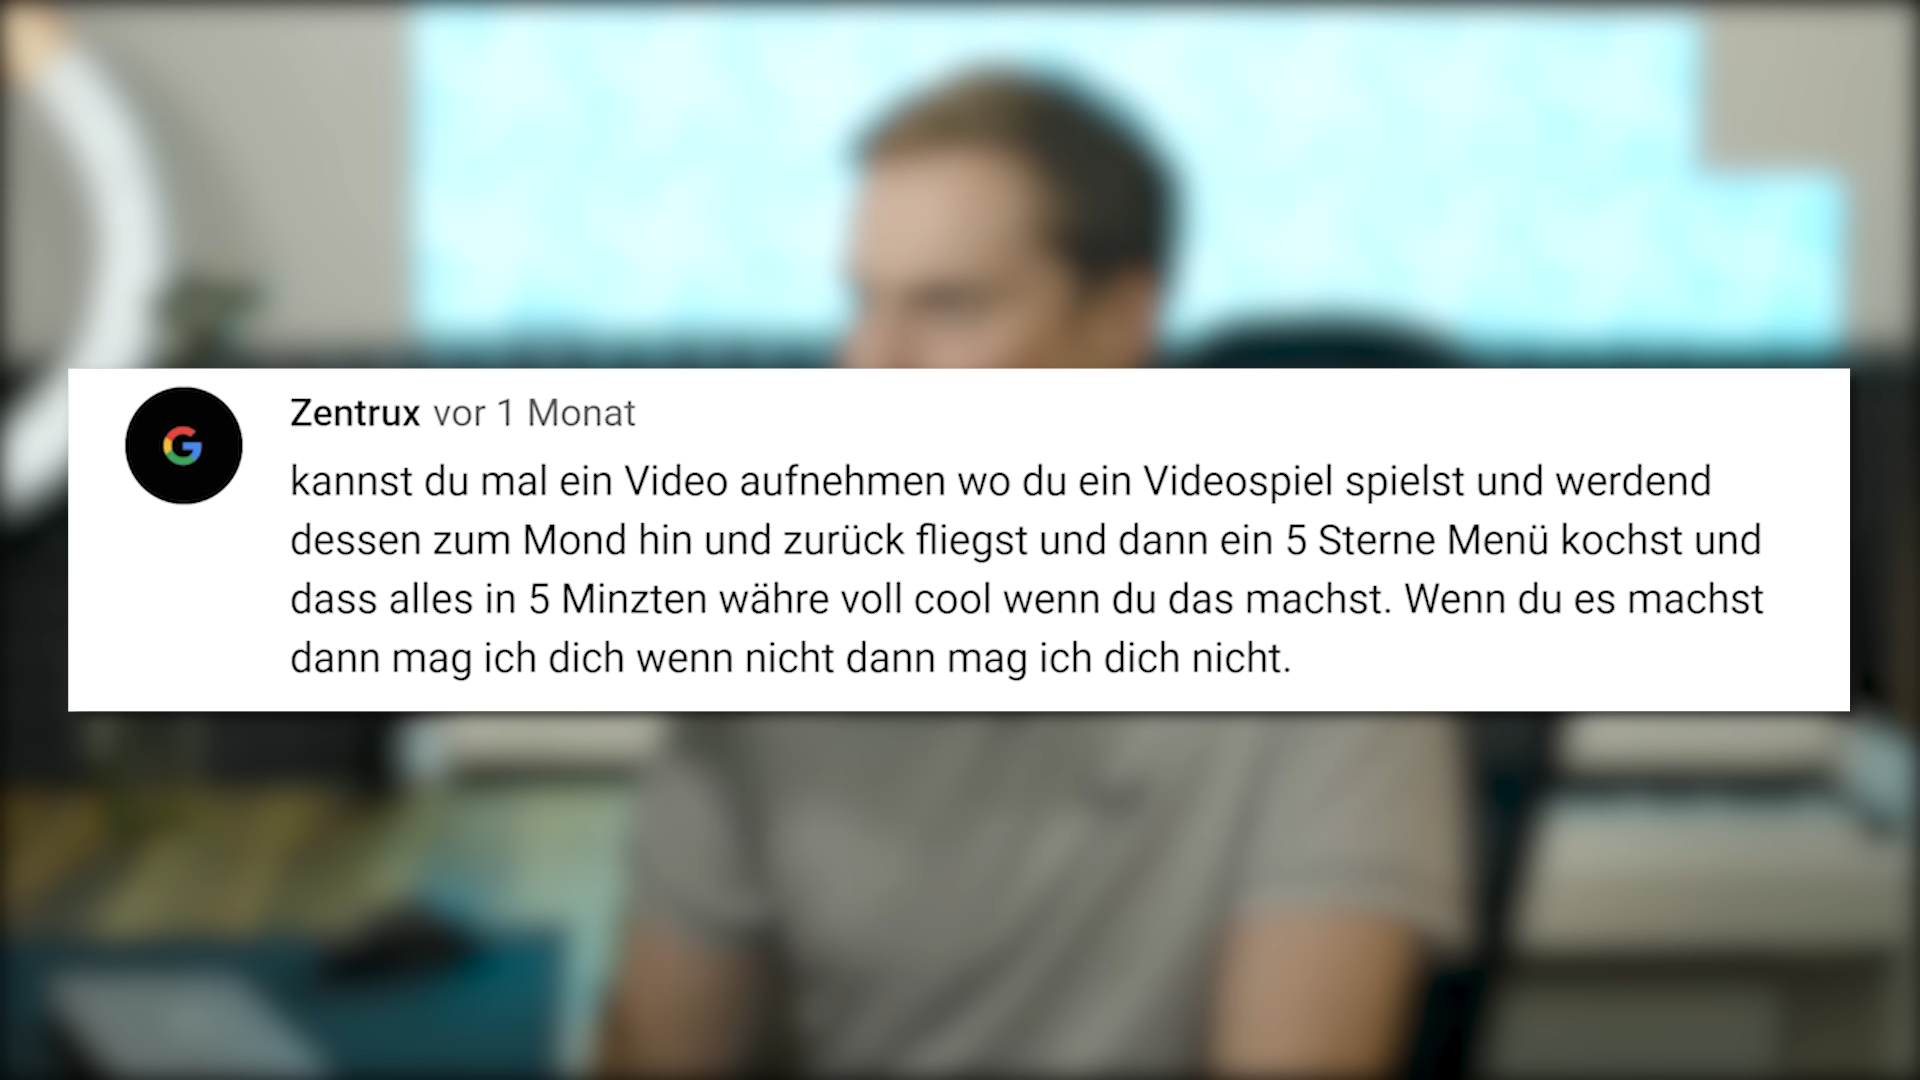 Zentrux vor 1 Monat
kannst du mal ein Video aufnehmen wo du ein Videospiel spielst und werdend
dessen zum Mond hin und zurück fliegst und dann ein 5 Sterne Menü kochst und
dass alles in 5 Minzten währe voll cool wenn du das machst. Wenn du es machst
dann mag ich dich wenn nicht dann mag ich dich nicht.